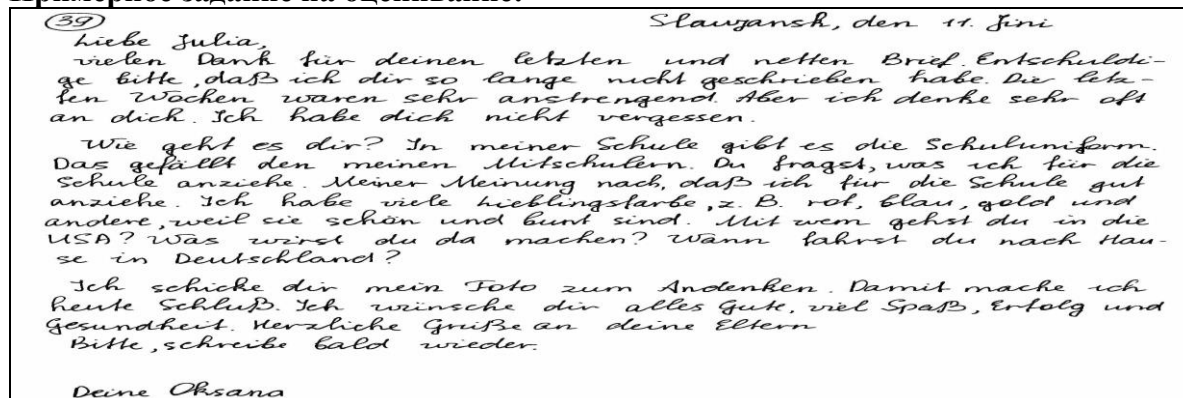 Примерное задание на оценивание:
39 Slawjansk, den 11. Jini
Liebe Julia,
vielen Dank für deinen letzten und netten Brief. Entschuldi-
ge bitte, daß ich dir so lange nicht geschrieben habe. Die letz-
ten Wochen waren sehr anstrengend. Aber ich denke sehr oft
an dich. Ich habe dich nicht vergessen.
Wie geht es dir? In meiner Schule gibt es die Schuluniform.
Das gefällt den meinen Mitschulern. Du fragst, was ich für die
Schule anziehe. Meiner Meinung nach, daß ich für die Schule gut
anziehe. Ich habe viele Lieblingsfarbe, z. B. rot, blau, gold und
andere, weil sie schön und bunt sind. Mit wem gehst du in die
USA? Was wirst du da machen? Wann fahrst du nach Hau-
se in Deutschland?
Ich schicke dir mein Foto zum Andenken. Damit mache ich
heute Schluß. Ich wünsche dir alles Gute, viel Spaß, Erfolg und
Gesundheit. Herzliche Grüße an deine Eltern
Bitte, schreibe bald wieder.
Deine Oksana